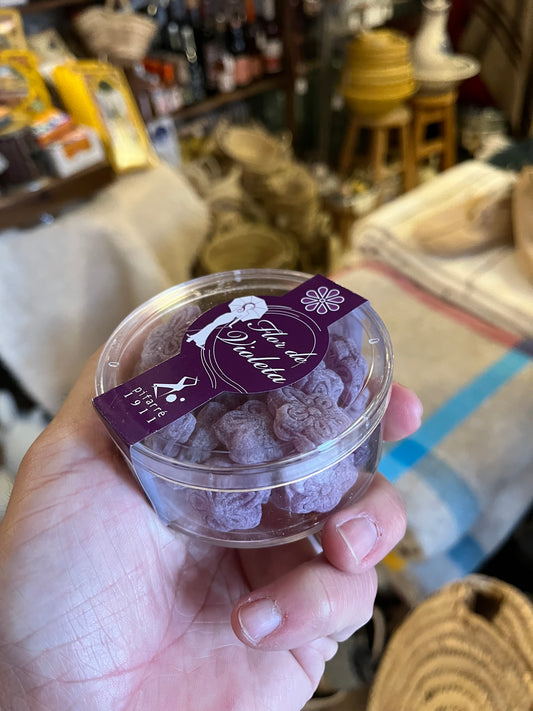 Flor de
Violeta
pifarré
1911